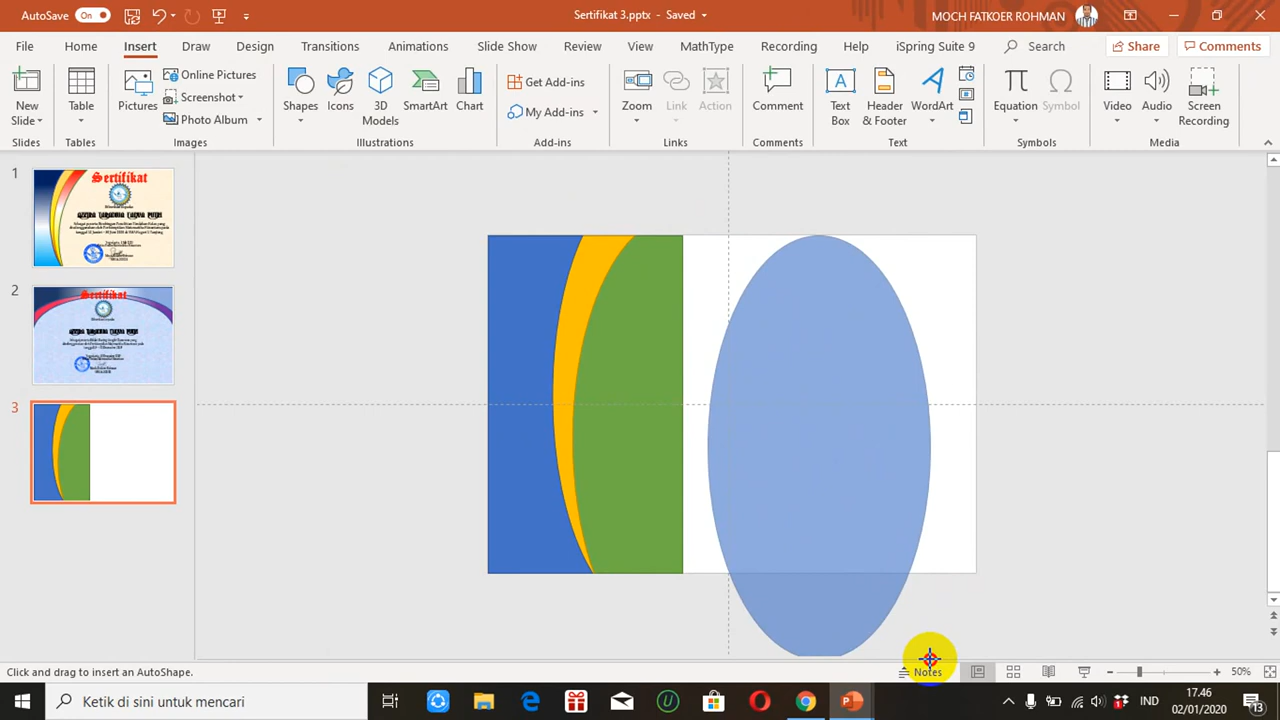 AutoSave On Sertifikat 3.pptx - Saved MOCH FATKOER ROHMAN
File Home Insert Draw Design Transitions Animations Slide Show Review View MathType Recording Help iSpring Suite 9 Search Share Comments
New Slide Table Pictures Online Pictures Screenshot Photo Album Shapes Icons 3D Models SmartArt Chart Get Add-ins My Add-ins Zoom Link Action Comment Text Box Header & Footer WordArt Equation Symbol Video Audio Screen Recording
Slides Tables Images Illustrations Add-ins Links Comments Text Symbols Media
1
Sertifikat
2
Sertifikat
3
Click and drag to insert an AutoShape. Notes 50%
Ketik di sini untuk mencari IND 17.46
02/01/2020 13